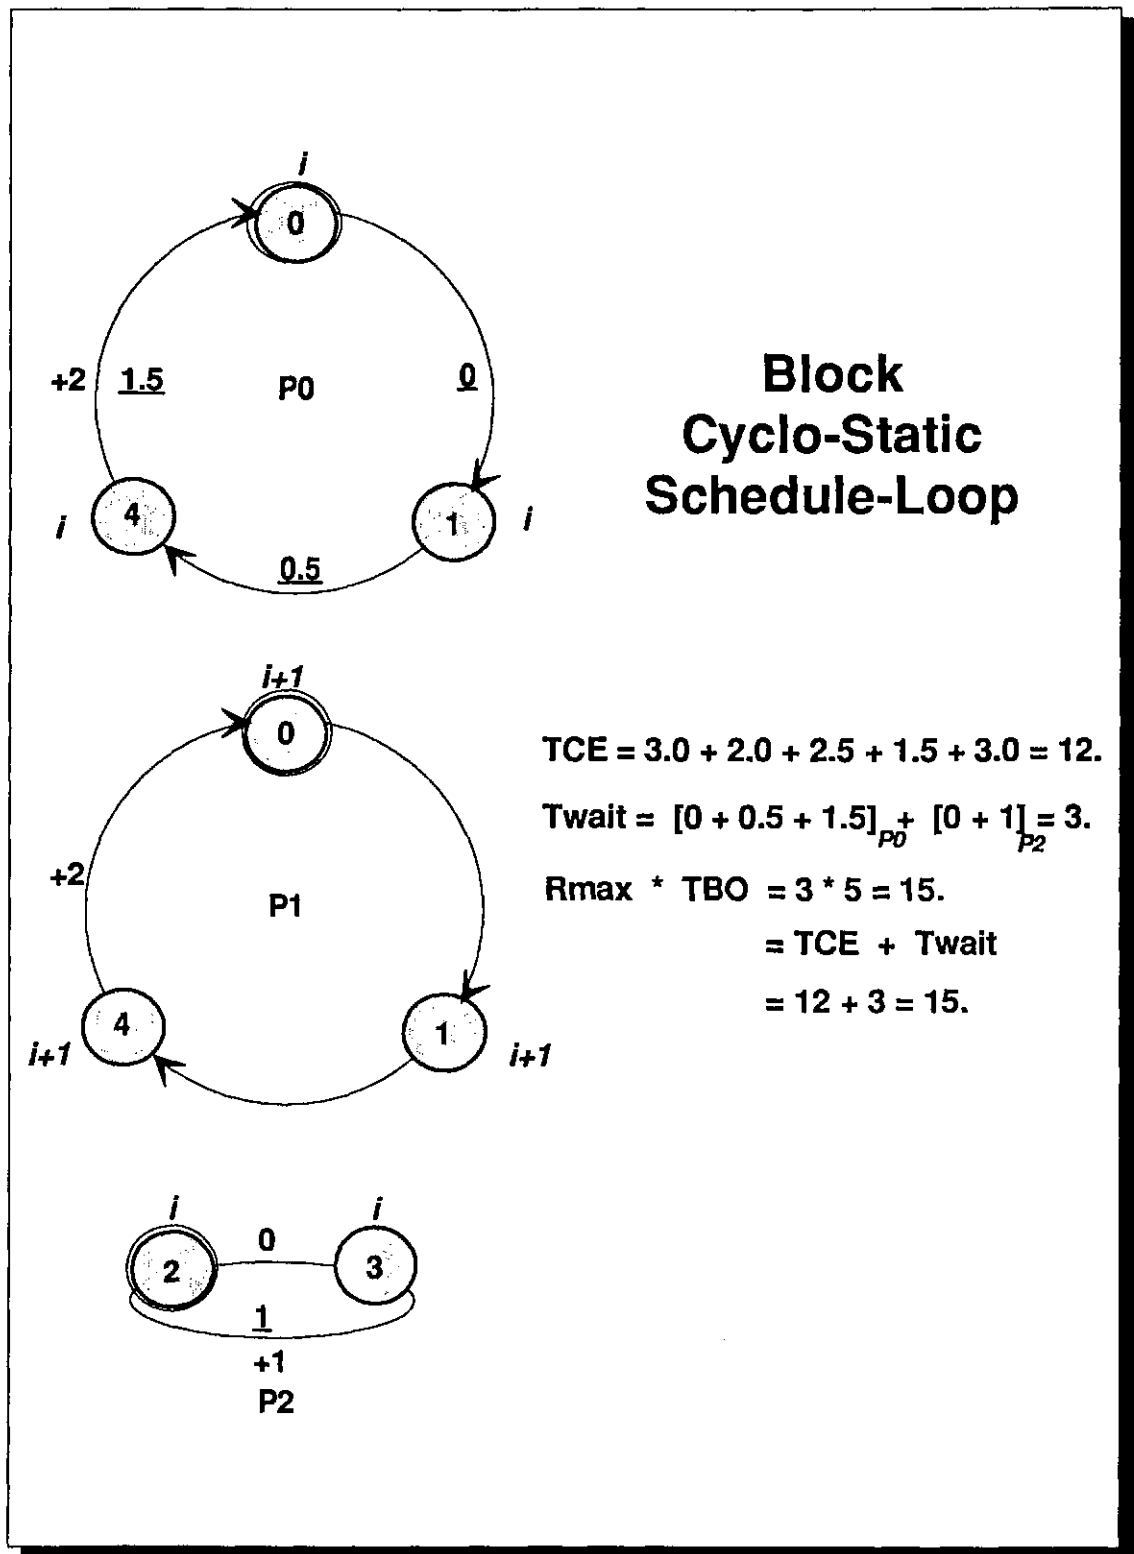 i
0
+2 1.5 P0 0
i 4 1 i
0.5
Block
Cyclo-Static
Schedule-Loop
i+1
0
+2 P1
4 1
i+1 i+1
TCE = 3.0 + 2.0 + 2.5 + 1.5 + 3.0 = 12.
Twait = [0 + 0.5 + 1.5]P0 + [0 + 1]P2 = 3.
Rmax * TBO = 3 * 5 = 15.
= TCE + Twait
= 12 + 3 = 15.
i i
2 0 3
1
+1
P2